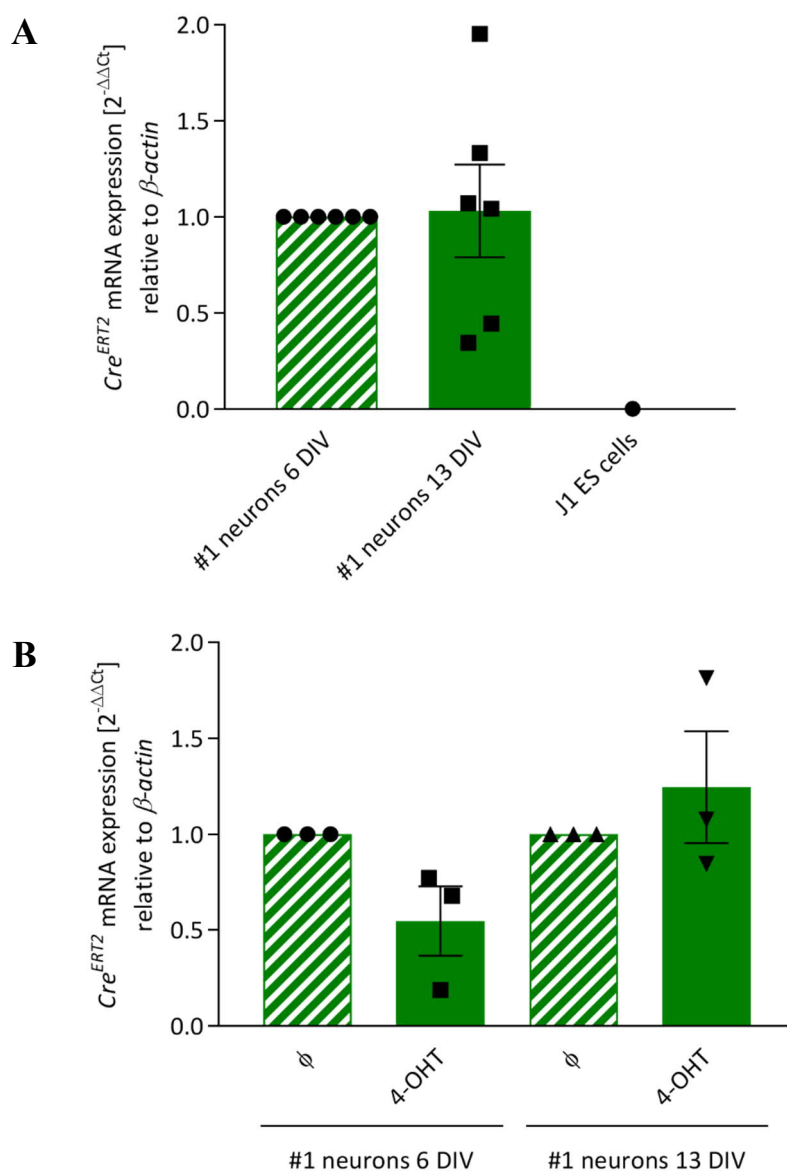 A
Cre^ERT2 mRNA expression [2^-ΔΔCt]
relative to β-actin
2.0
1.5
1.0
0.5
0.0
#1 neurons 6 DIV
#1 neurons 13 DIV
J1 ES cells
B
Cre^ERT2 mRNA expression [2^-ΔΔCt]
relative to β-actin
2.0
1.5
1.0
0.5
0.0
ϕ
4-OHT
ϕ
4-OHT
#1 neurons 6 DIV
#1 neurons 13 DIV